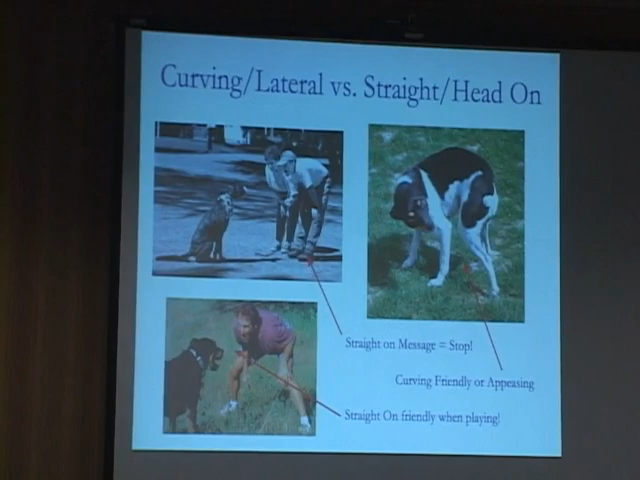 Curving/Lateral vs. Straight/Head On
Straight on Message = Stop!
Curving Friendly or Appeasing
Straight On friendly when playing!